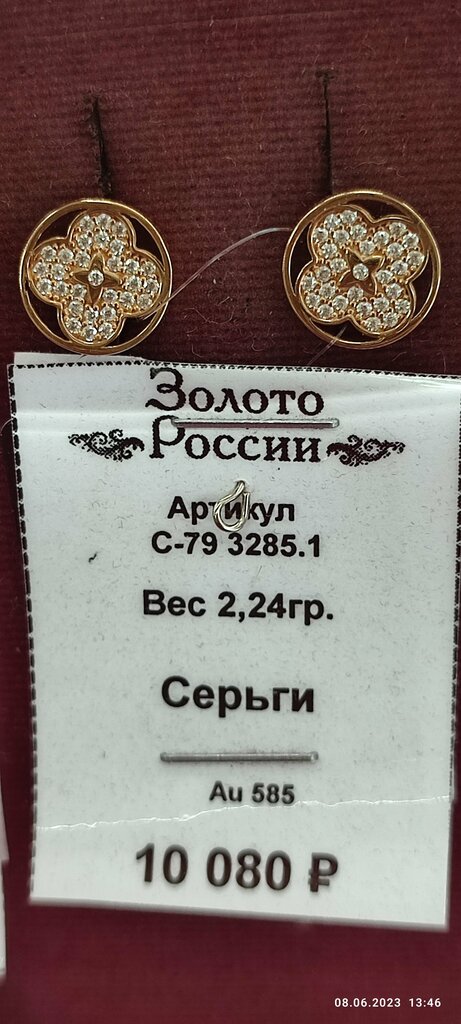 Золото
России
Артикул
С-79 3285.1
Вес 2,24гр.
Серьги
Au 585
10 080 ₽
08.06.2023 13:46